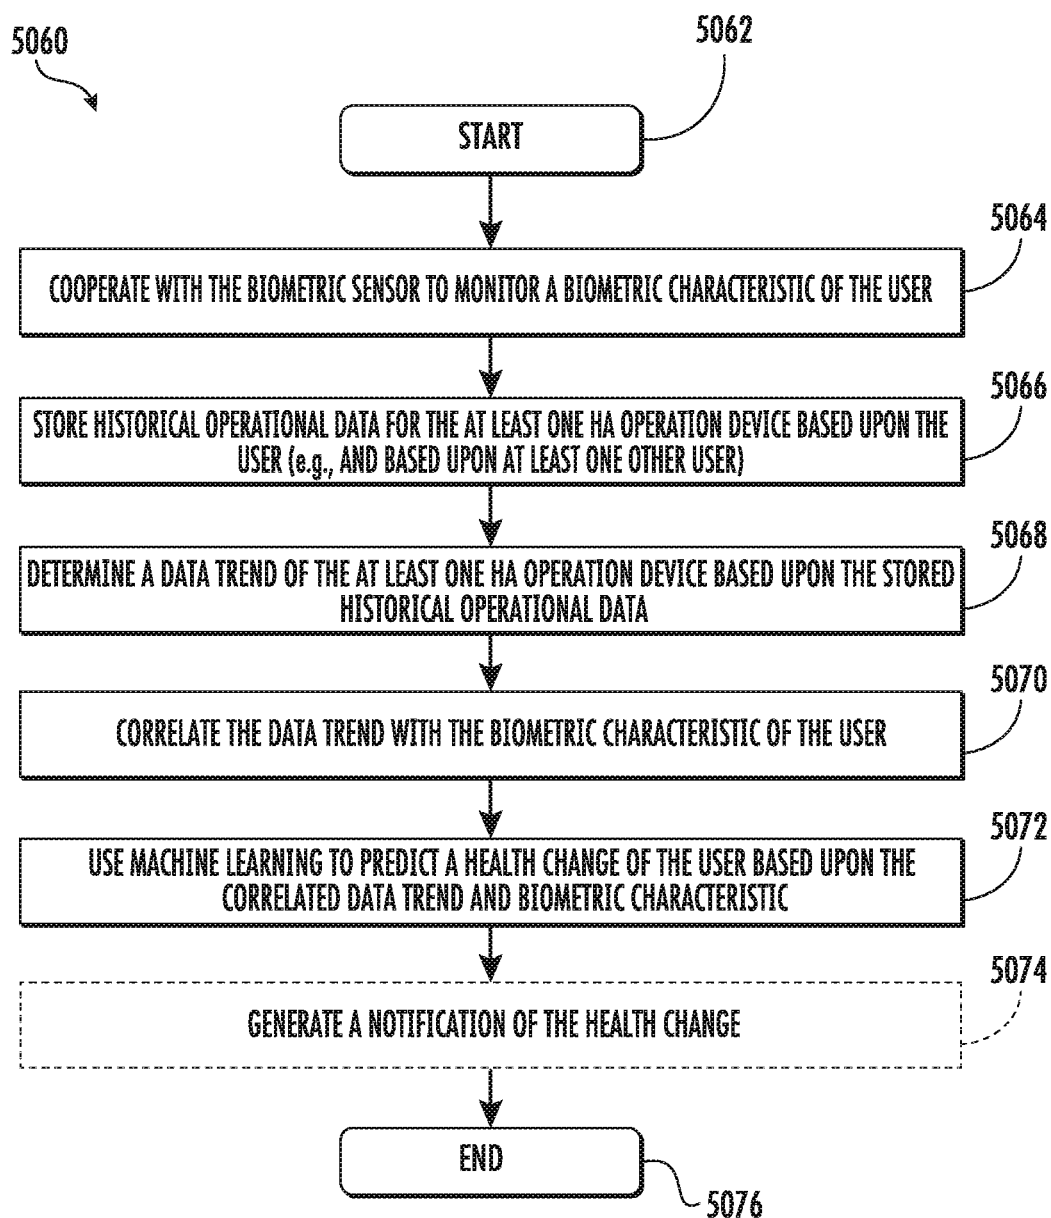 5060
5062
START
5064
COOPERATE WITH THE BIOMETRIC SENSOR TO MONITOR A BIOMETRIC CHARACTERISTIC OF THE USER
5066
STORE HISTORICAL OPERATIONAL DATA FOR THE AT LEAST ONE HA OPERATION DEVICE BASED UPON THE
USER (e.g., AND BASED UPON AT LEAST ONE OTHER USER)
5068
DETERMINE A DATA TREND OF THE AT LEAST ONE HA OPERATION DEVICE BASED UPON THE STORED
HISTORICAL OPERATIONAL DATA
5070
CORRELATE THE DATA TREND WITH THE BIOMETRIC CHARACTERISTIC OF THE USER
5072
USE MACHINE LEARNING TO PREDICT A HEALTH CHANGE OF THE USER BASED UPON THE
CORRELATED DATA TREND AND BIOMETRIC CHARACTERISTIC
5074
GENERATE A NOTIFICATION OF THE HEALTH CHANGE
END
5076